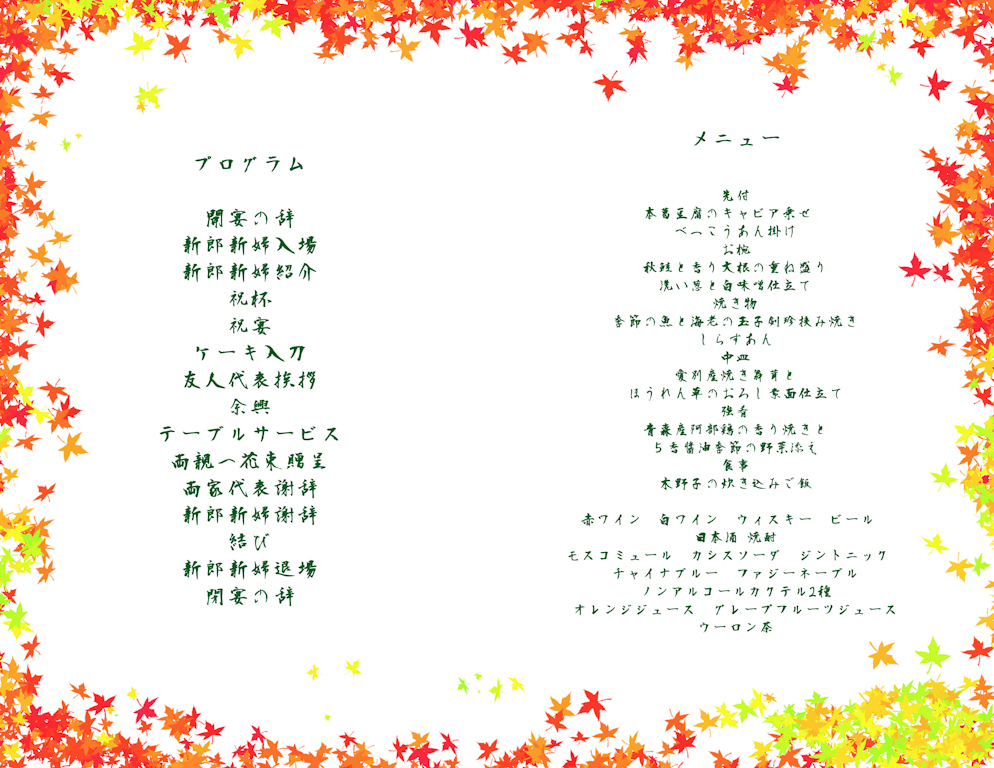 プログラム
開宴の辞
新郎新婦入場
新郎新婦紹介
祝杯
祝宴
ケーキ入刀
友人代表挨拶
余興
テーブルサービス
両親へ花束贈呈
両家代表謝辞
新郎新婦謝辞
結び
新郎新婦退場
閉宴の辞
メニュー
先付
本葛豆腐のキャビア乗せ
べっこうあん掛け
お椀
秋鮭と香り大根の重ね盛り
洗い葱と白味噌仕立て
焼き物
季節の魚と海老の玉子別珍挟み焼き
しらすあん
中皿
愛別産焼き舞茸と
ほうれん草のおろし素面仕立て
強肴
青森産阿部鶏の香り焼きと
5香醤油季節の野菜添え
食事
木野子の炊き込みご飯
赤ワイン 白ワイン ウィスキー ビール
日本酒 焼酎
モスコミュール カシスソーダ ジントニック
チャイナブルー ファジーネーブル
ノンアルコールカクテル2種
オレンジジュース グレープフルーツジュース
ウーロン茶